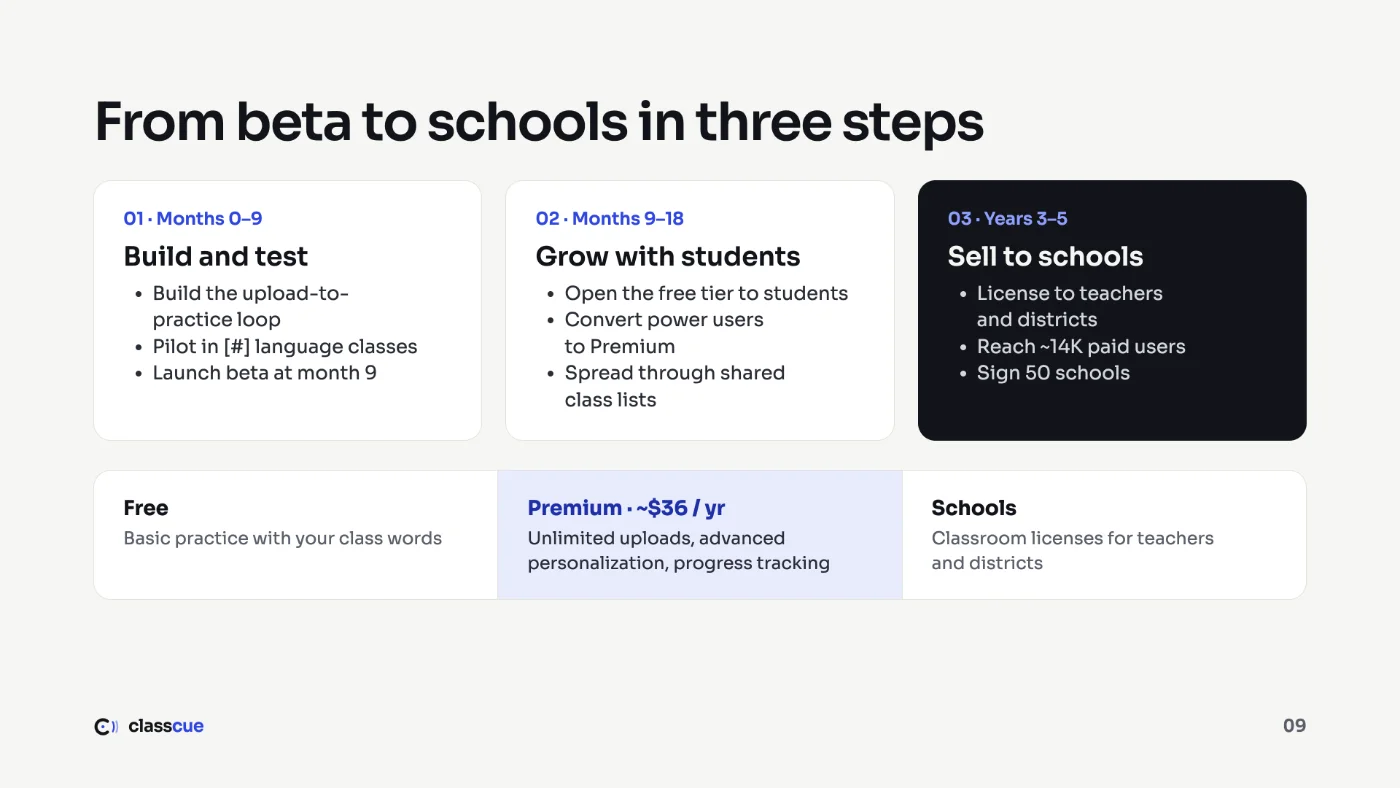 From beta to schools in three steps
01 · Months 0–9
Build and test
• Build the upload-to-
practice loop
• Pilot in [#] language classes
• Launch beta at month 9
02 · Months 9–18
Grow with students
• Open the free tier to students
• Convert power users
to Premium
• Spread through shared
class lists
03 · Years 3–5
Sell to schools
• License to teachers
and districts
• Reach ~14K paid users
• Sign 50 schools
Free
Basic practice with your class words
Premium · ~$36 / yr
Unlimited uploads, advanced
personalization, progress tracking
Schools
Classroom licenses for teachers
and districts
classcue
09